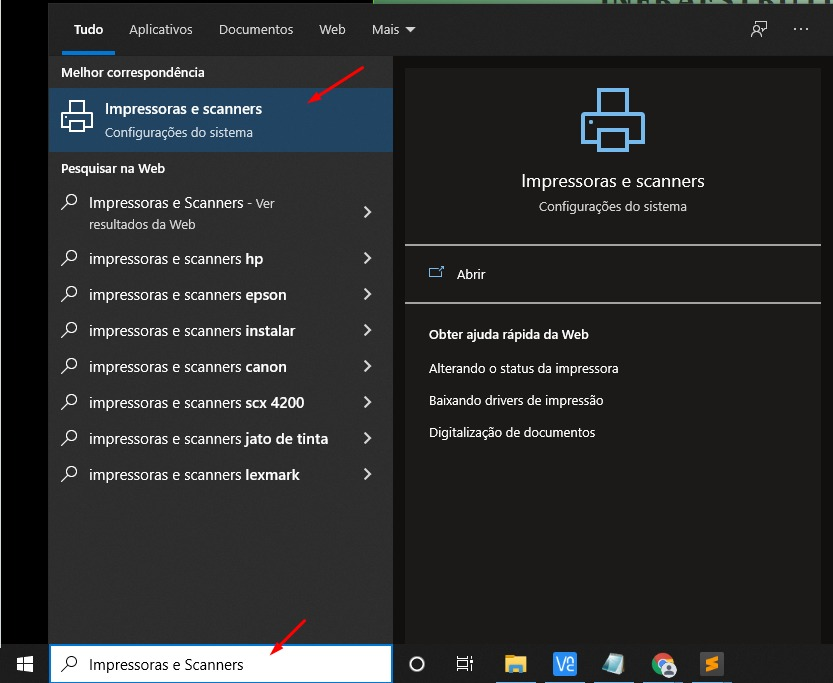 Tudo
Aplicativos
Documentos
Web
Mais
Melhor correspondência
Impressoras e scanners
Configurações do sistema
Pesquisar na Web
Impressoras e Scanners - Ver
resultados da Web
impressoras e scanners hp
impressoras e scanners epson
impressoras e scanners instalar
impressoras e scanners canon
impressoras e scanners scx 4200
impressoras e scanners jato de tinta
impressoras e scanners lexmark
Impressoras e scanners
Configurações do sistema
Abrir
Obter ajuda rápida da Web
Alterando o status da impressora
Baixando drivers de impressão
Digitalização de documentos
Impressoras e Scanners